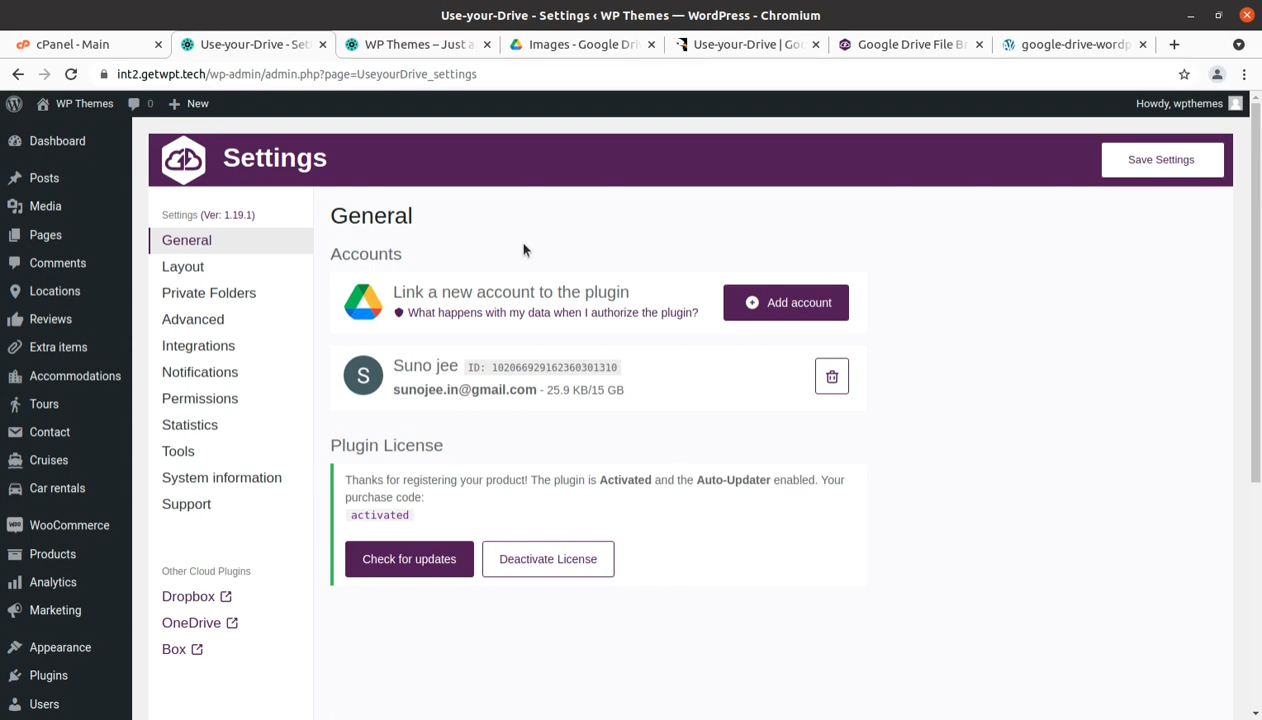 Use-your-Drive - Settings ‹ WP Themes — WordPress - Chromium
cPanel - Main
Use-your-Drive - Set
WP Themes – Just a
Images - Google Dri
Use-your-Drive | Goo
Google Drive File B
google-drive-wordp
int2.getwpt.tech/wp-admin/admin.php?page=UseyourDrive_settings
WP Themes
0
New
Howdy, wpthemes
Dashboard
Posts
Media
Pages
Comments
Locations
Reviews
Extra items
Accommodations
Tours
Contact
Cruises
Car rentals
WooCommerce
Products
Analytics
Marketing
Appearance
Plugins
Users
Settings
Save Settings
Settings (Ver: 1.19.1)
General
Layout
Private Folders
Advanced
Integrations
Notifications
Permissions
Statistics
Tools
System information
Support
Other Cloud Plugins
Dropbox
OneDrive
Box
General
Accounts
Link a new account to the plugin
What happens with my data when I authorize the plugin?
Add account
S
Suno jee ID: 102066929162360301310
sunojee.in@gmail.com - 25.9 KB/15 GB
Plugin License
Thanks for registering your product! The plugin is Activated and the Auto-Updater enabled. Your
purchase code:
activated
Check for updates
Deactivate License